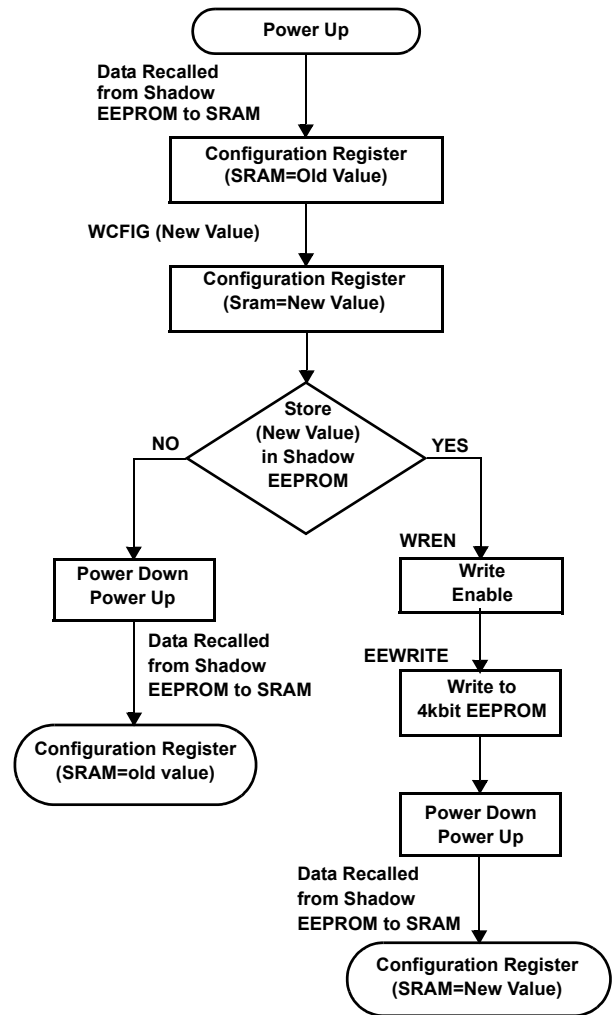 Power Up
Data Recalled
from Shadow
EEPROM to SRAM
Configuration Register
(SRAM=Old Value)
WCFIG (New Value)
Configuration Register
(Sram=New Value)
Store
(New Value)
in Shadow
EEPROM
NO
YES
Power Down
Power Up
Data Recalled
from Shadow
EEPROM to SRAM
Configuration Register
(SRAM=old value)
WREN
Write
Enable
EEWRITE
Write to
4kbit EEPROM
Power Down
Power Up
Data Recalled
from Shadow
EEPROM to SRAM
Configuration Register
(SRAM=New Value)